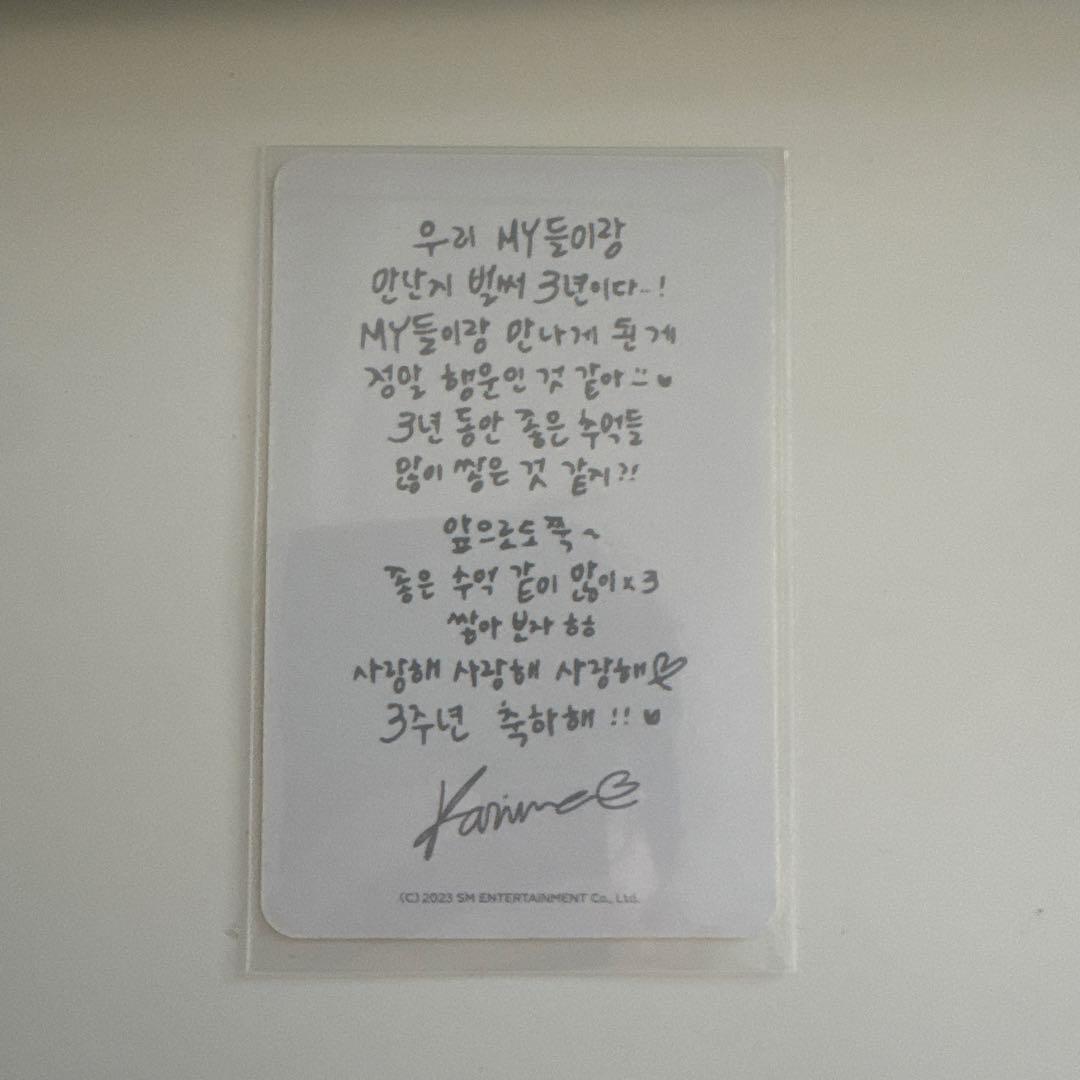 우리 MY들이랑
만난지 벌써 3년이다..!
MY들이랑 만나게 된 게
정말 행운인 것 같아 :: ♥
3년 동안 좋은 추억들
많이 쌓은 것 같지?!
앞으로도 쭉~
좋은 추억 같이 많이x3
쌓아 보자 ㅎㅎ
사랑해 사랑해 사랑해♡
3주년 축하해 !! ♥
Karina
(C) 2023 SM ENTERTAINMENT Co., Ltd.